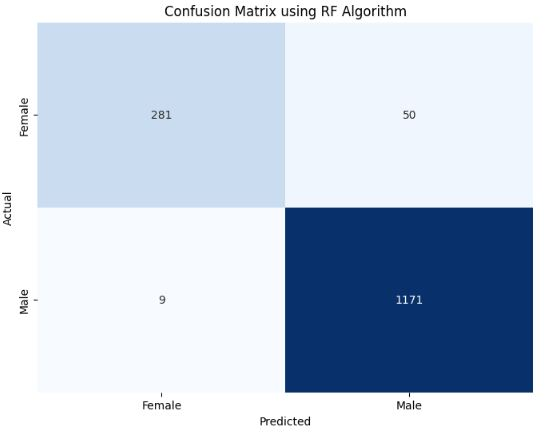 Confusion Matrix using RF Algorithm
Actual
Female
281
50
Male
9
1171
Female
Male
Predicted